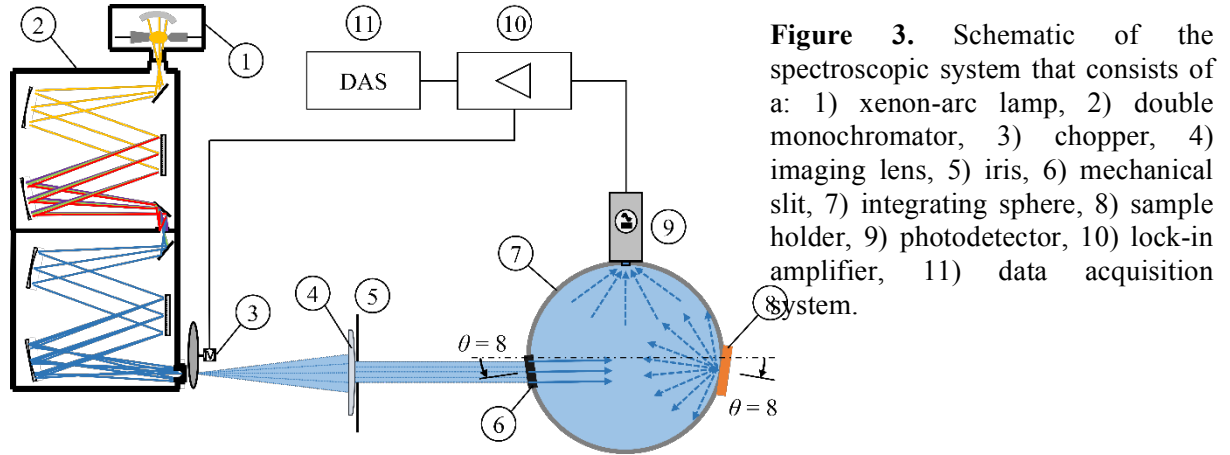 2
1
11
10
DAS
M
3
4
5
6
7
8
9
θ = 8
θ = 8
Figure 3. Schematic of the
spectroscopic system that consists of
a: 1) xenon-arc lamp, 2) double
monochromator, 3) chopper, 4)
imaging lens, 5) iris, 6) mechanical
slit, 7) integrating sphere, 8) sample
holder, 9) photodetector, 10) lock-in
amplifier, 11) data acquisition
system.